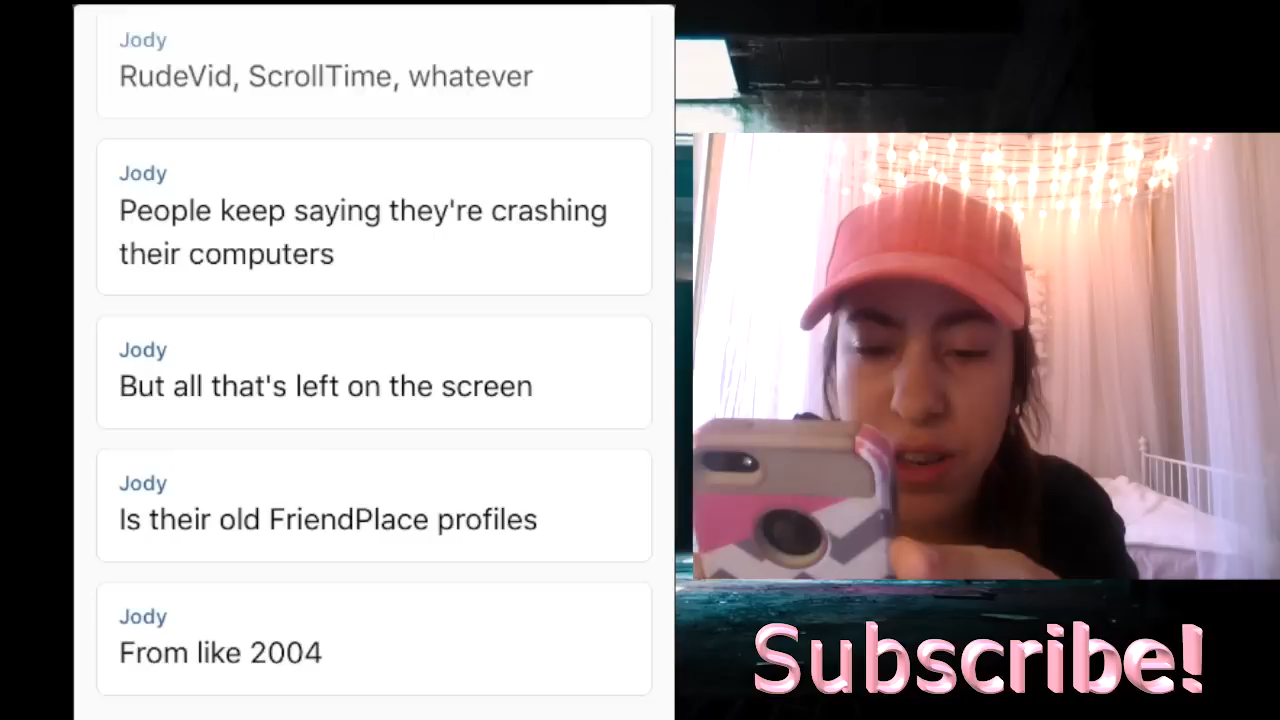 Jody
RudeVid, ScrollTime, whatever
Jody
People keep saying they're crashing
their computers
Jody
But all that's left on the screen
Jody
Is their old FriendPlace profiles
Jody
From like 2004
Subscribe!